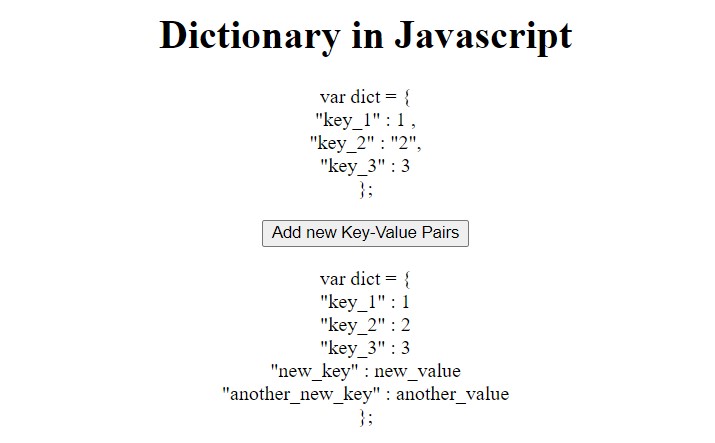 Dictionary in Javascript
var dict = {
"key_1" : 1 ,
"key_2" : "2",
"key_3" : 3
};
Add new Key-Value Pairs
var dict = {
"key_1" : 1
"key_2" : 2
"key_3" : 3
"new_key" : new_value
"another_new_key" : another_value
};